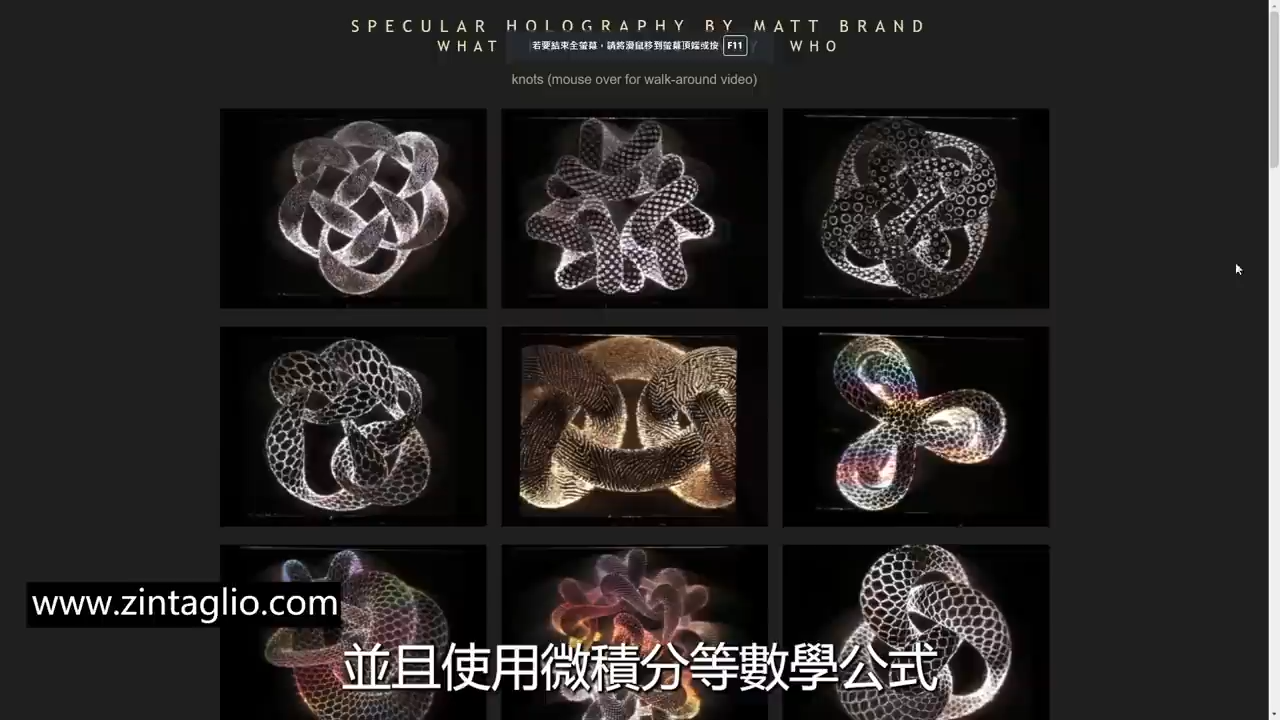 SPECULAR HOLOGRAPHY BY MATT BRAND
WHAT WHO
若要結束全螢幕，請將滑鼠移到螢幕頂端或按 F11
knots (mouse over for walk-around video)
www.zintaglio.com
並且使用微積分等數學公式